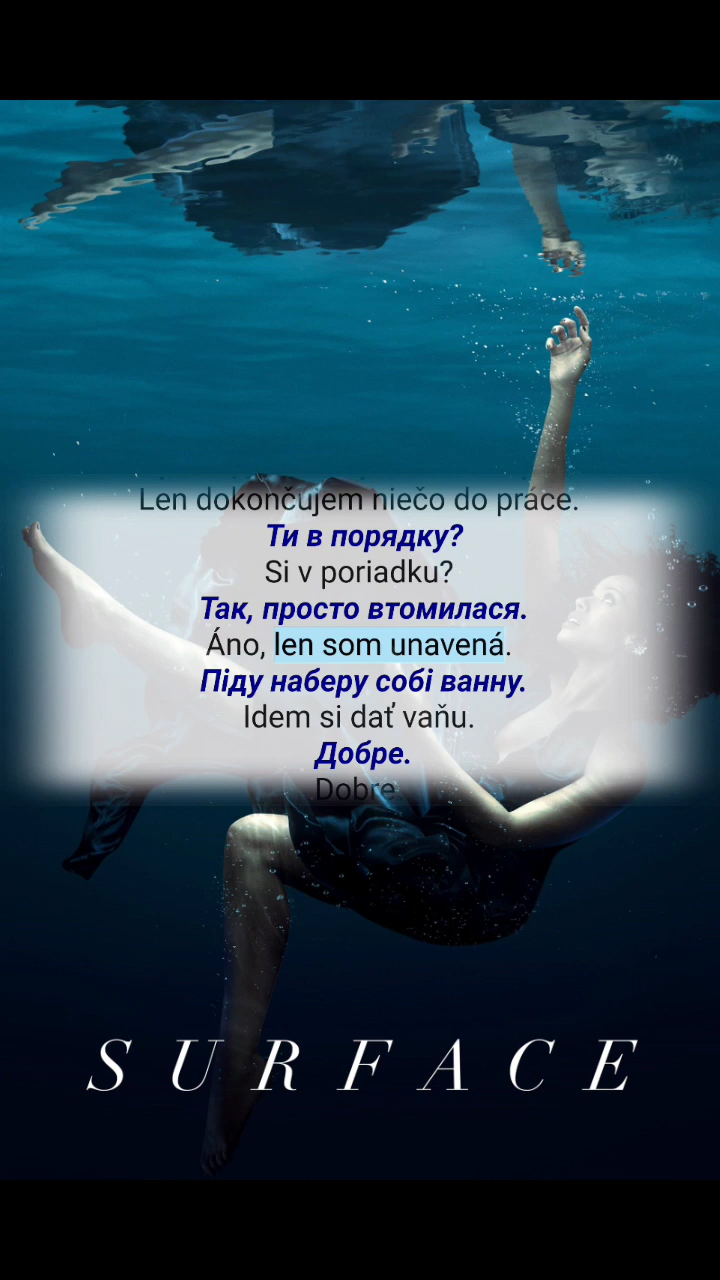 Len dokončujem niečo do práce.
Ти в порядку?
Si v poriadku?
Так, просто втомилася.
Áno, len som unavená.
Піду наберу собі ванну.
Idem si dať vaňu.
Добре.
Dobre
SURFACE